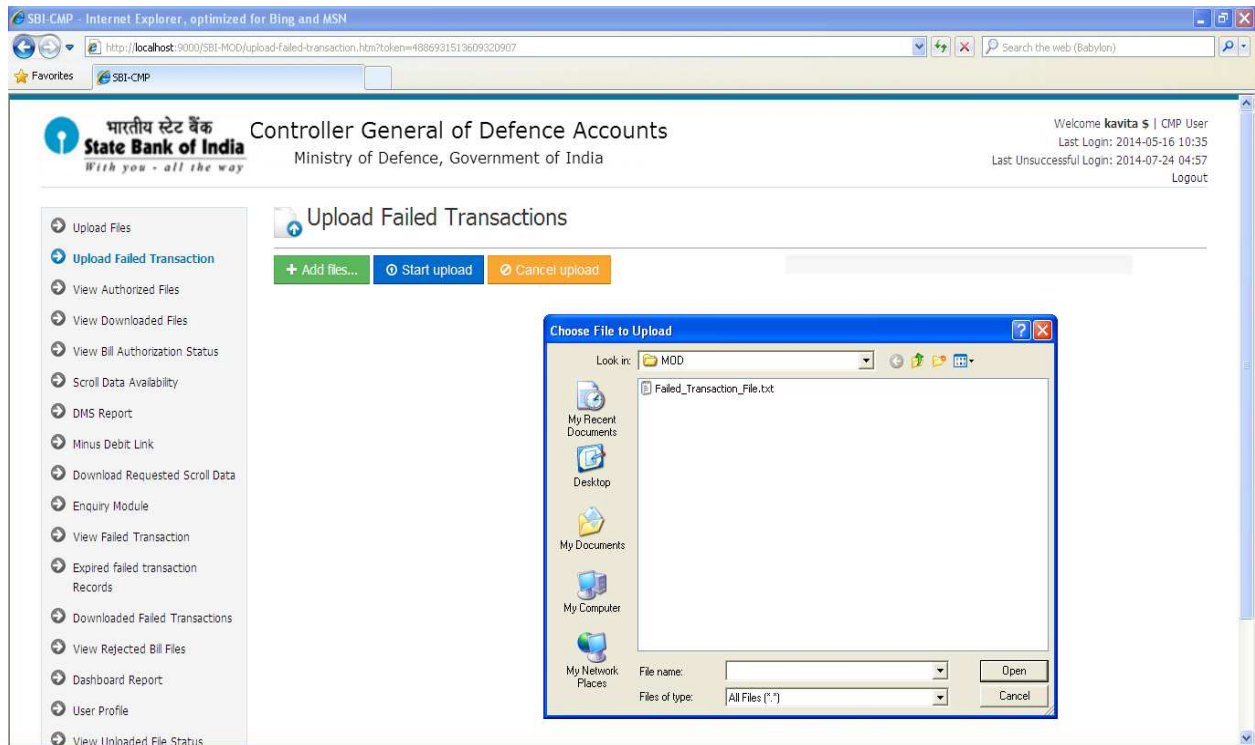 SBI-CMP - Internet Explorer, optimized for Bing and MSN
http://localhost:9000/SBI-MOD/upload-failed-transaction.htm?token=4886931513609320907
Search the web (Babylon)
Favorites
SBI-CMP
भारतीय स्टेट बैंक
State Bank of India
With you - all the way
Controller General of Defence Accounts
Ministry of Defence, Government of India
Welcome kavita S | CMP User
Last Login: 2014-05-16 10:35
Last Unsuccessful Login: 2014-07-24 04:57
Logout
Upload Files
Upload Failed Transaction
View Authorized Files
View Downloaded Files
View Bill Authorization Status
Scroll Data Availability
DMS Report
Minus Debit Link
Download Requested Scroll Data
Enquiry Module
View Failed Transaction
Expired failed transaction
Records
Downloaded Failed Transactions
View Rejected Bill Files
Dashboard Report
User Profile
View Uploaded File Status
Upload Failed Transactions
+ Add files...
Start upload
Cancel upload
Choose File to Upload
Look in:
MOD
Failed_Transaction_File.txt
My Recent
Documents
Desktop
My Documents
My Computer
My Network
Places
File name:
Open
Files of type:
All Files (*.*)
Cancel